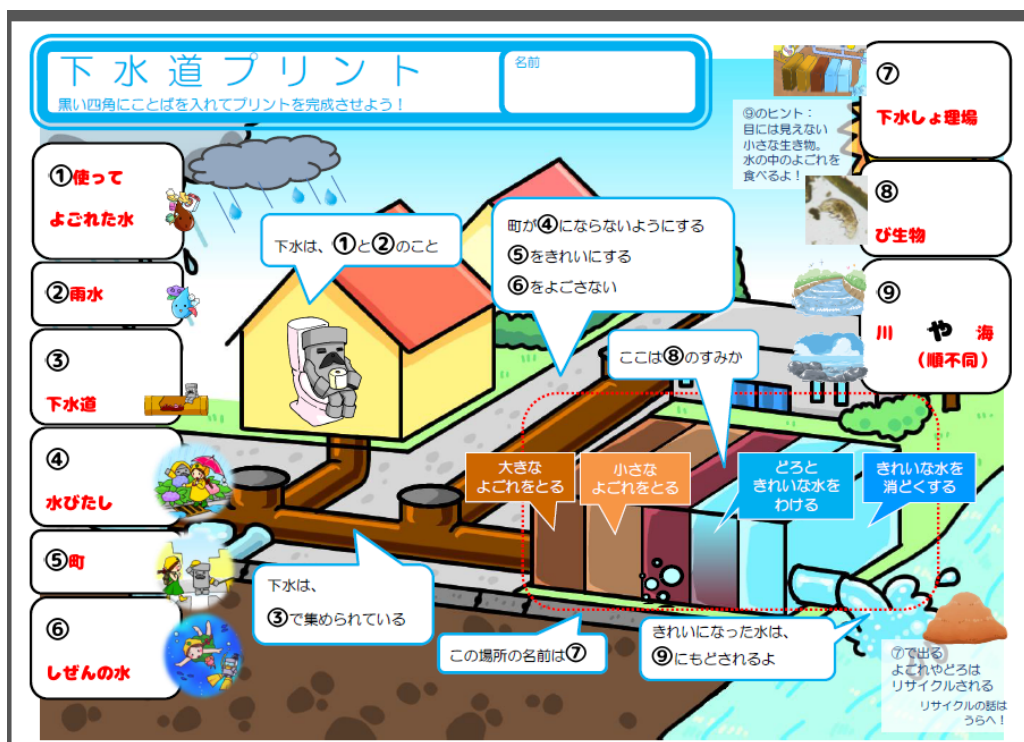 下水道プリント
黒い四角にことばを入れてプリントを完成させよう！
名前
①使って
よごれた水
②雨水
③
下水道
④
水びたし
⑤町
⑥
しぜんの水
下水は、①と②のこと
町が④にならないようにする
⑤をきれいにする
⑥をよごさない
ここは⑧のすみか
大きな
よごれをとる
小さな
よごれをとる
どろと
きれいな水を
わける
きれいな水を
消どくする
下水は、
③で集められている
この場所の名前は⑦
きれいになった水は、
⑨にもどされるよ
⑨のヒント：
目には見えない
小さな生き物。
水の中のよごれを
食べるよ！
⑦
下水しょ理場
⑧
び生物
⑨
川 や 海
（順不同）
⑦で出る
よごれやどろは
リサイクルされる
リサイクルの話は
うらへ！